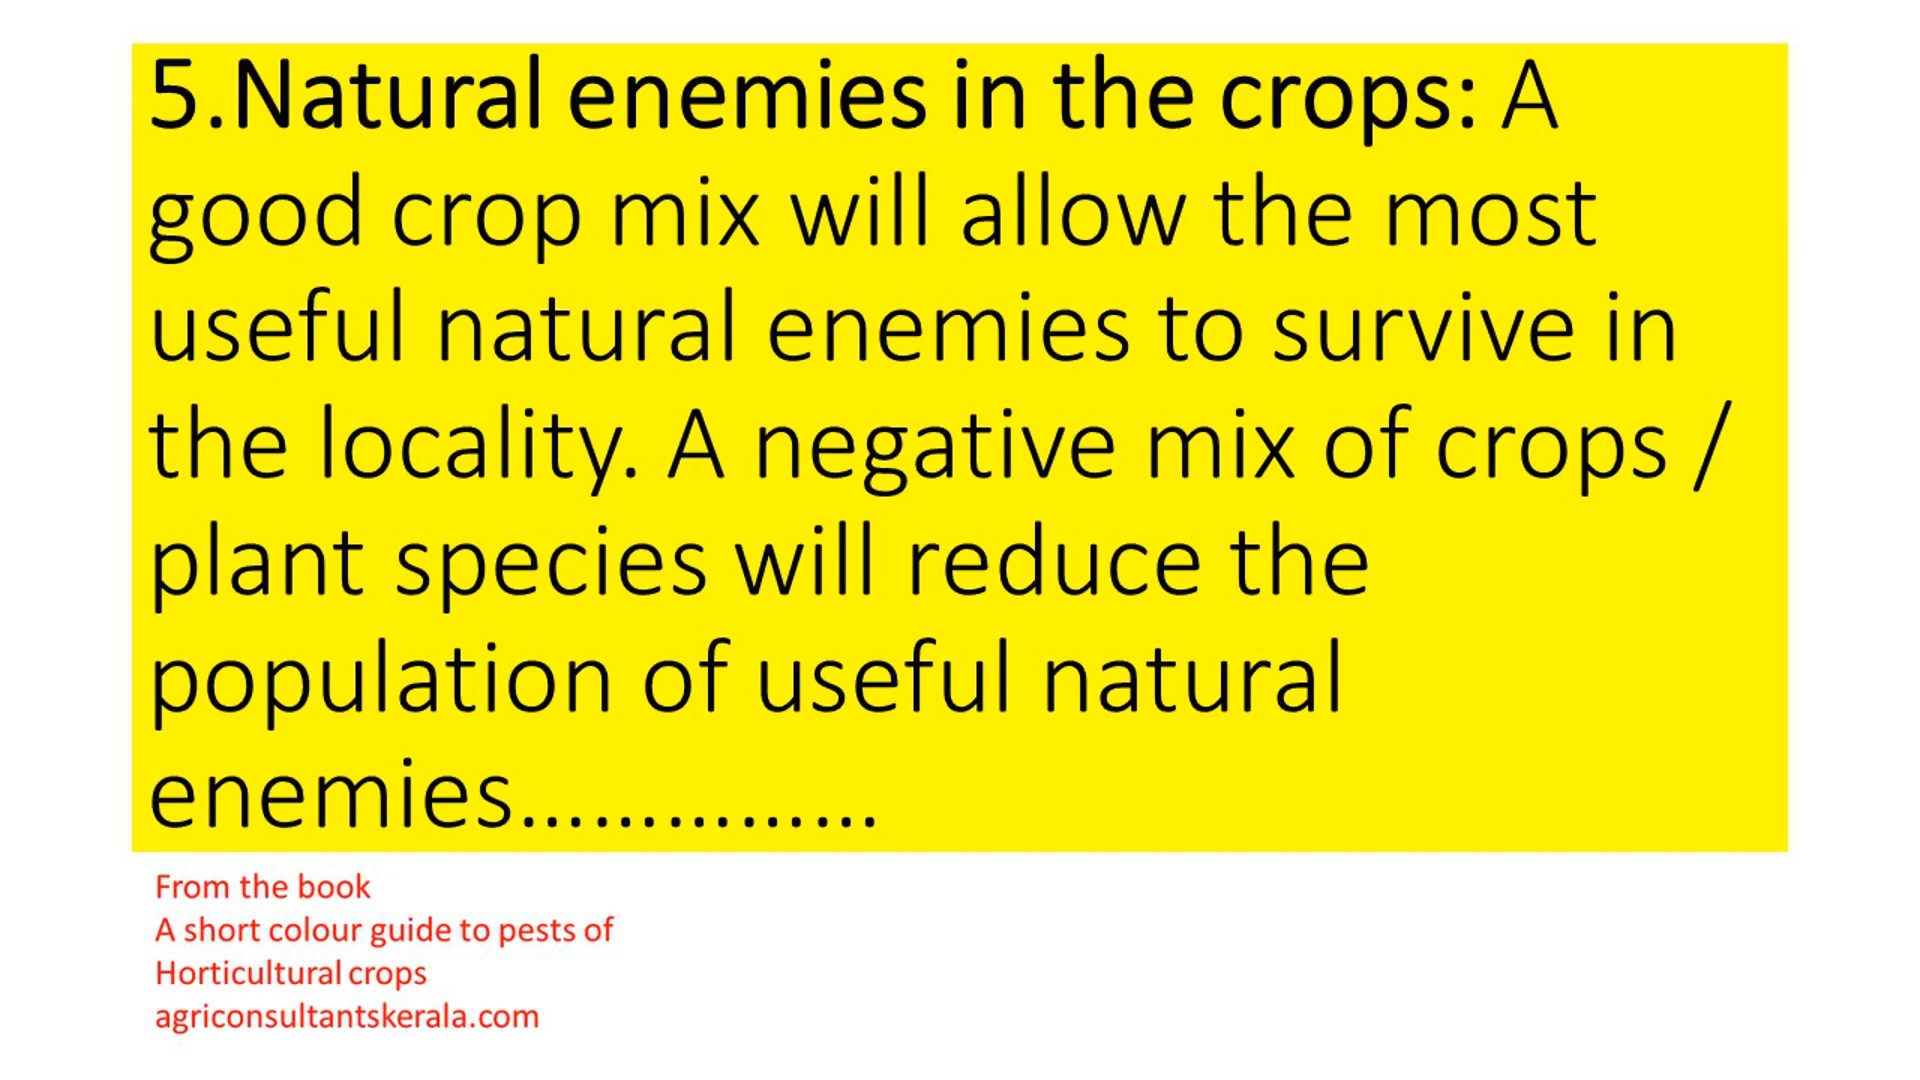 5.Natural enemies in the crops: A
good crop mix will allow the most
useful natural enemies to survive in
the locality. A negative mix of crops /
plant species will reduce the
population of useful natural
enemies……………
From the book
A short colour guide to pests of
Horticultural crops
agriconsultantskerala.com